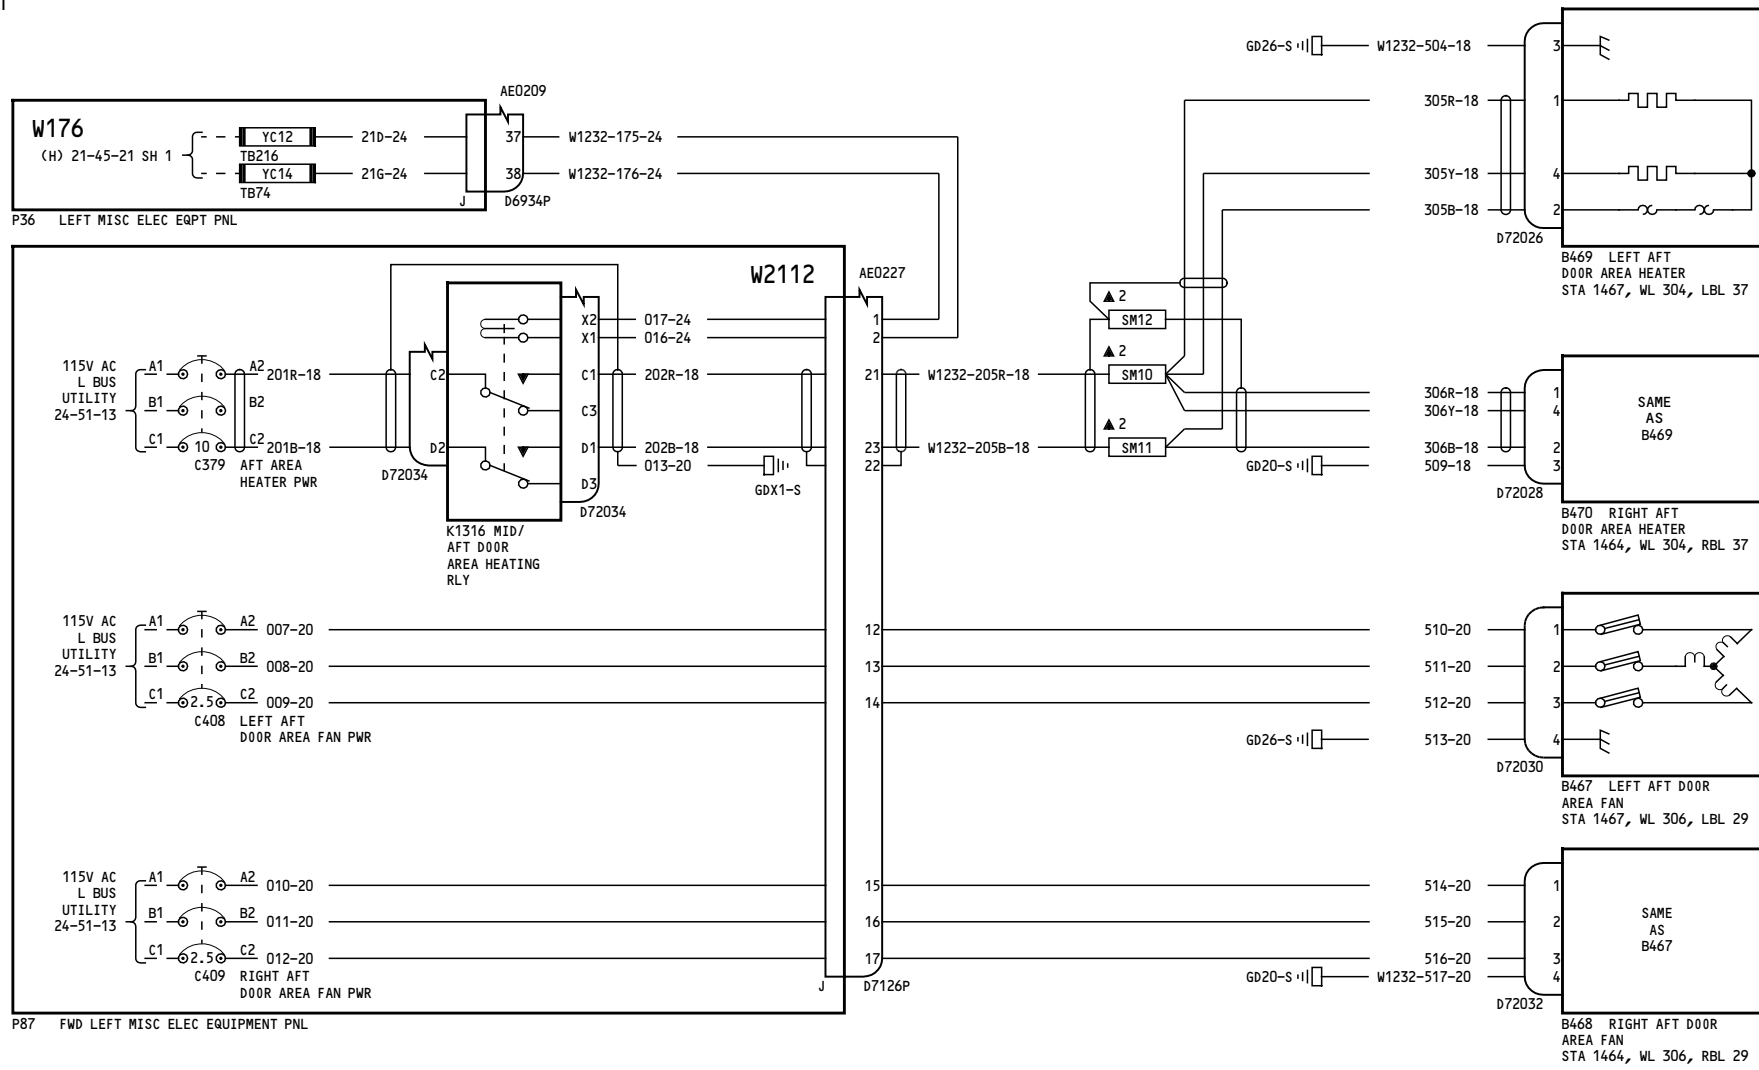 GD26-S W1232-504-18 3
AE0209
305R-18 1
W176
(H) 21-45-21 SH 1
YC12 21D-24 37 W1232-175-24
TB216
YC14 21G-24 38 W1232-176-24
TB74
J D6934P
P36 LEFT MISC ELEC EQPT PNL
305Y-18 4
305B-18 2
D72026
B469 LEFT AFT
DOOR AREA HEATER
STA 1467, WL 304, LBL 37
W2112 AE0227
▲ 2
X2 017-24 1 SM12
X1 016-24 2
▲ 2
115V AC
L BUS
UTILITY
24-51-13
A1 A2 201R-18 C2 C1 202R-18 21 W1232-205R-18 SM10
B1 B2 C3
C1 10 C2 201B-18 D2 D1 202B-18 23 W1232-205B-18 SM11
▲ 2
C379 AFT AREA
HEATER PWR
D72034
013-20 22
GDX1-S
D3
D72034
K1316 MID/
AFT DOOR
AREA HEATING
RLY
306R-18 1
306Y-18 4
306B-18 2
GD20-S 509-18 3
D72028
SAME
AS
B469
B470 RIGHT AFT
DOOR AREA HEATER
STA 1464, WL 304, RBL 37
115V AC
L BUS
UTILITY
24-51-13
A1 A2 007-20 12 510-20 1
B1 B2 008-20 13 511-20 2
C1 2.5 C2 009-20 14 512-20 3
C408 LEFT AFT
DOOR AREA FAN PWR
GD26-S 513-20 4
D72030
B467 LEFT AFT DOOR
AREA FAN
STA 1467, WL 306, LBL 29
115V AC
L BUS
UTILITY
24-51-13
A1 A2 010-20 15 514-20 1
B1 B2 011-20 16 515-20 2
C1 2.5 C2 012-20 17 516-20 3
C409 RIGHT AFT
DOOR AREA FAN PWR
J D7126P
GD20-S W1232-517-20 4
D72032
SAME
AS
B467
P87 FWD LEFT MISC ELEC EQUIPMENT PNL
B468 RIGHT AFT DOOR
AREA FAN
STA 1464, WL 306, RBL 29